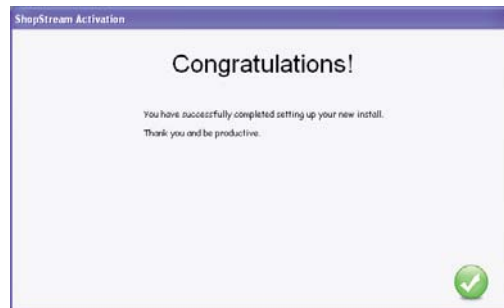 ShopStream Activation
Congratulations!
You have successfully completed setting up your new install.
Thank you and be productive.